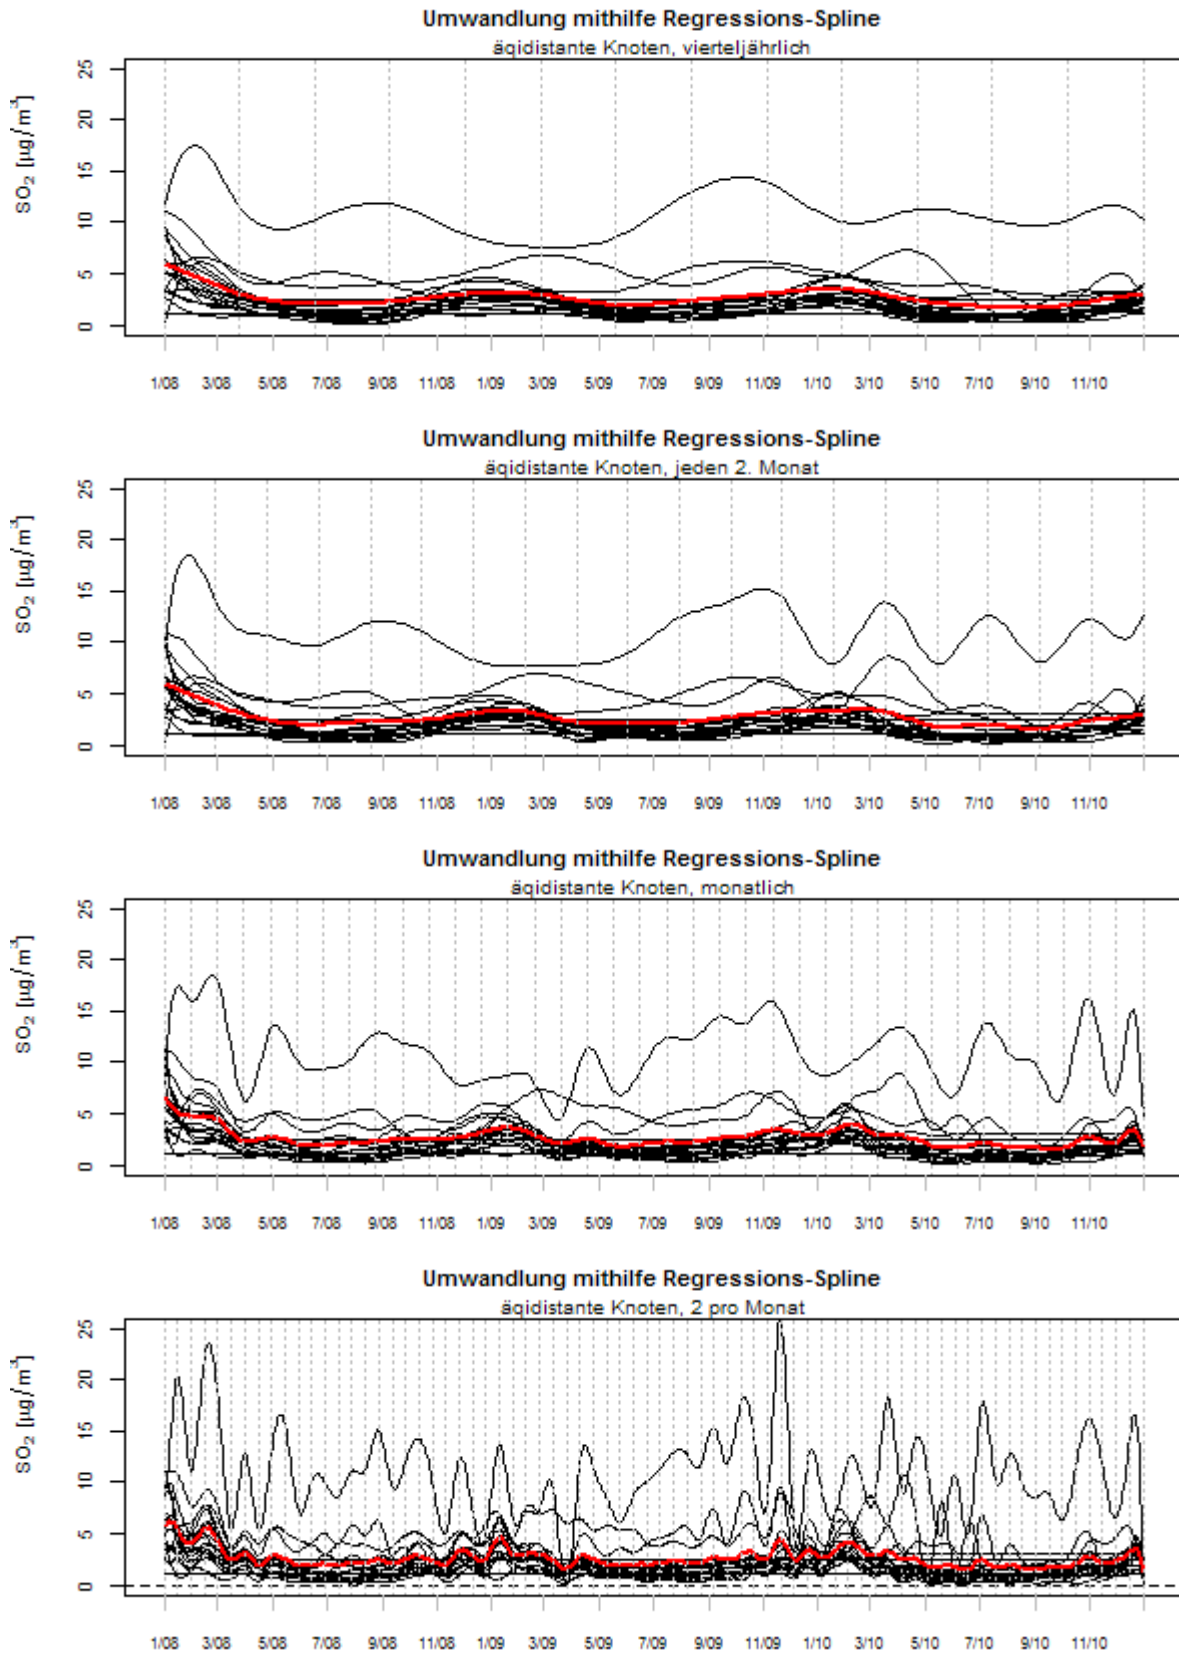 Umwandlung mithilfe Regressions-Spline
äqidistante Knoten, vierteljährlich
SO2 [µg/m³]
25
20
15
10
5
0
1/08 3/08 5/08 7/08 9/08 11/08 1/09 3/09 5/09 7/09 9/09 11/09 1/10 3/10 5/10 7/10 9/10 11/10
Umwandlung mithilfe Regressions-Spline
äqidistante Knoten, jeden 2. Monat
SO2 [µg/m³]
25
20
15
10
5
0
1/08 3/08 5/08 7/08 9/08 11/08 1/09 3/09 5/09 7/09 9/09 11/09 1/10 3/10 5/10 7/10 9/10 11/10
Umwandlung mithilfe Regressions-Spline
äqidistante Knoten, monatlich
SO2 [µg/m³]
25
20
15
10
5
0
1/08 3/08 5/08 7/08 9/08 11/08 1/09 3/09 5/09 7/09 9/09 11/09 1/10 3/10 5/10 7/10 9/10 11/10
Umwandlung mithilfe Regressions-Spline
äqidistante Knoten, 2 pro Monat
SO2 [µg/m³]
25
20
15
10
5
0
1/08 3/08 5/08 7/08 9/08 11/08 1/09 3/09 5/09 7/09 9/09 11/09 1/10 3/10 5/10 7/10 9/10 11/10